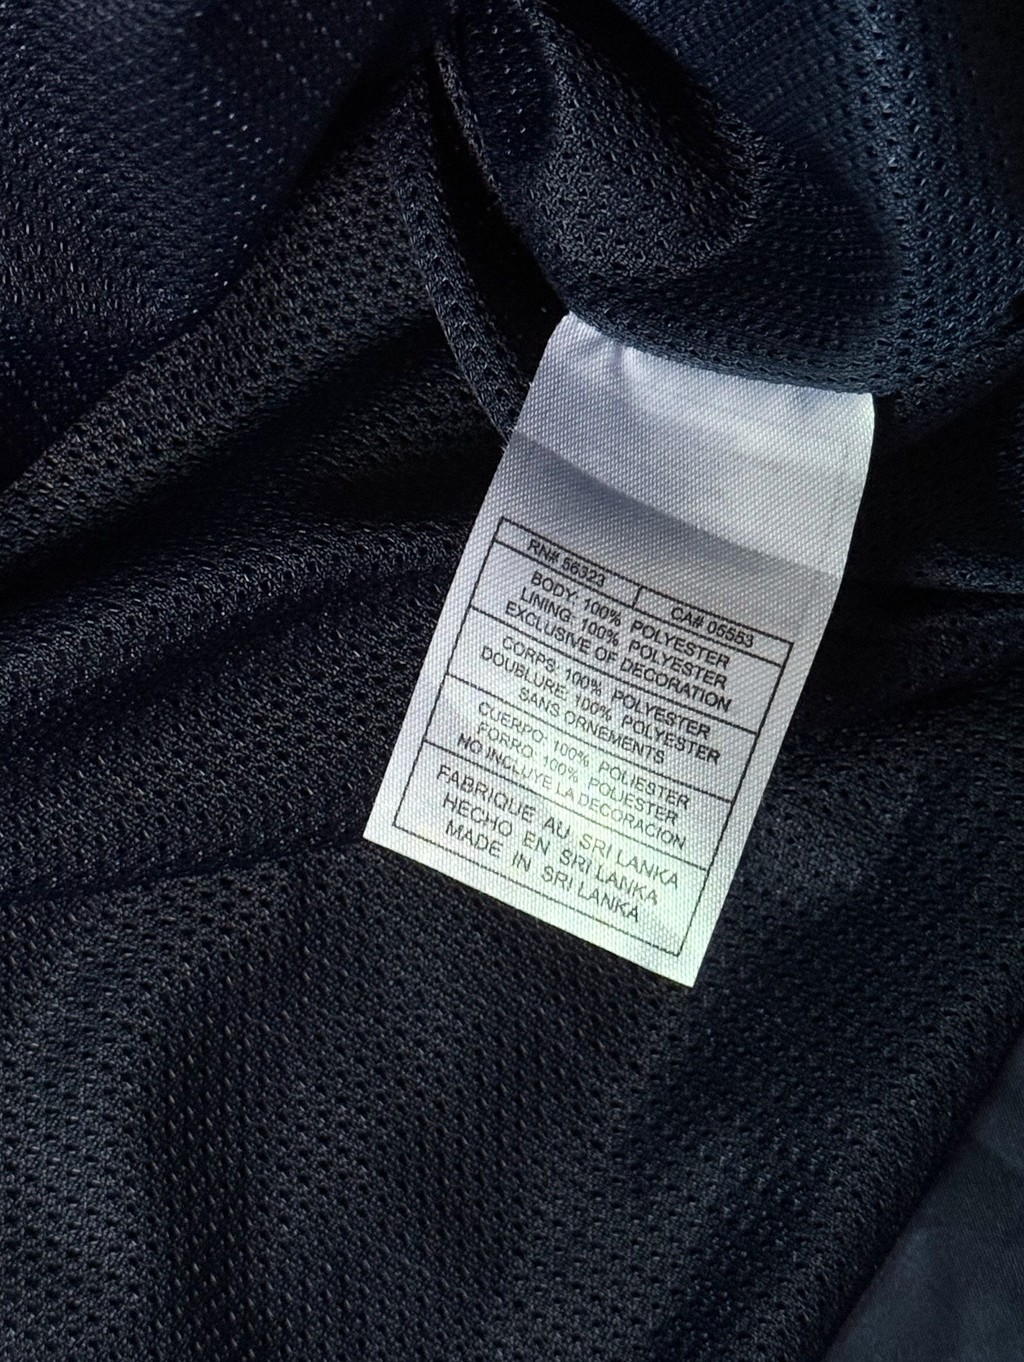 RN# 56323
CA# 05553
BODY: 100% POLYESTER
LINING: 100% POLYESTER
EXCLUSIVE OF DECORATION
CORPS: 100% POLYESTER
DOUBLURE: 100% POLYESTER
SANS ORNEMENTS
CUERPO: 100% POLIESTER
FORRO: 100% POLIESTER
NO INCLUYE LA DECORACION
FABRIQUE AU SRI LANKA
HECHO EN SRI LANKA
MADE IN SRI LANKA